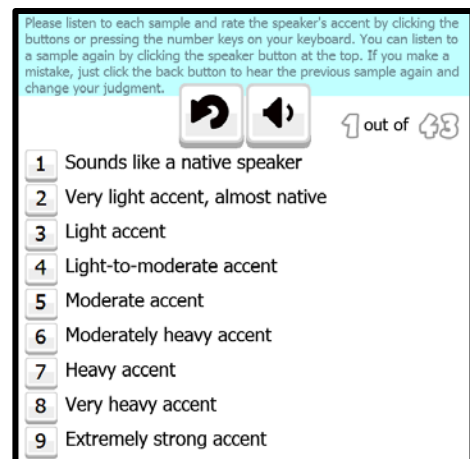 Please listen to each sample and rate the speaker's accent by clicking the
buttons or pressing the number keys on your keyboard. You can listen to
a sample again by clicking the speaker button at the top. If you make a
mistake, just click the back button to hear the previous sample again and
change your judgment.
1 out of 43
1 Sounds like a native speaker
2 Very light accent, almost native
3 Light accent
4 Light-to-moderate accent
5 Moderate accent
6 Moderately heavy accent
7 Heavy accent
8 Very heavy accent
9 Extremely strong accent